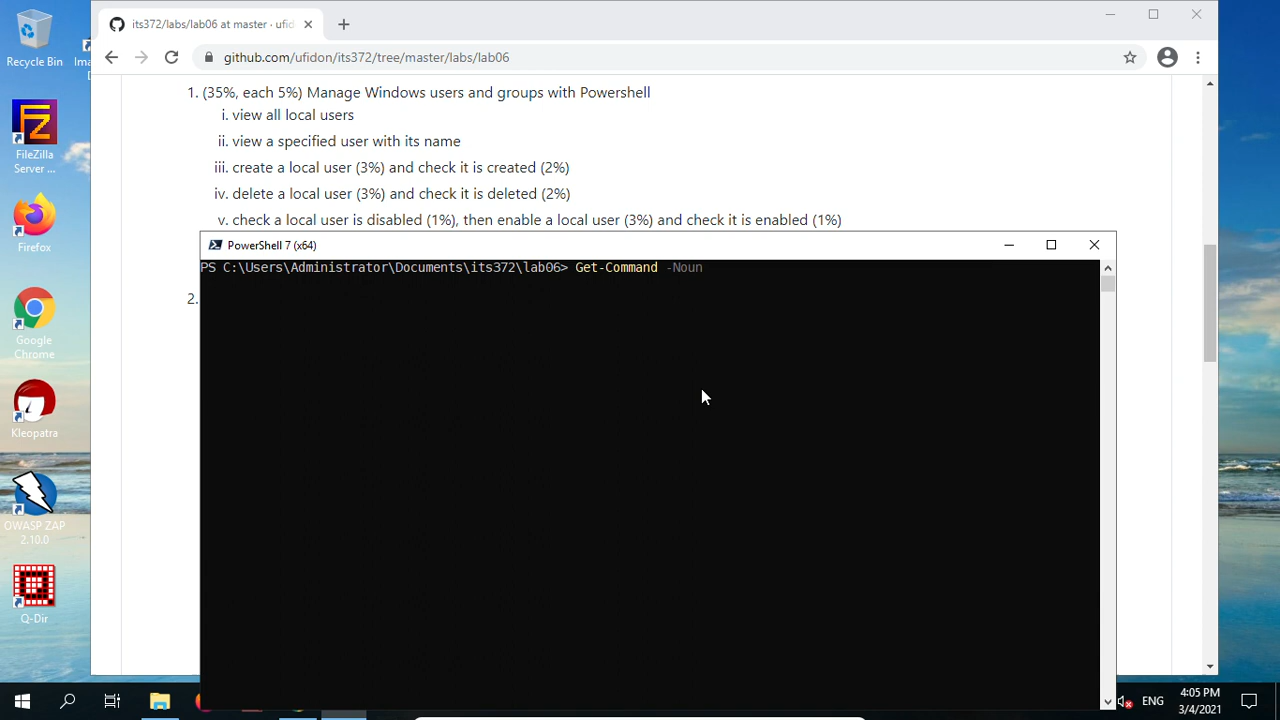 Recycle Bin
Ima
FileZilla
Server ...
Firefox
Google
Chrome
Kleopatra
OWASP ZAP
2.10.0
Q-Dir
its372/labs/lab06 at master · ufid
github.com/ufidon/its372/tree/master/labs/lab06
1. (35%, each 5%) Manage Windows users and groups with Powershell
i. view all local users
ii. view a specified user with its name
iii. create a local user (3%) and check it is created (2%)
iv. delete a local user (3%) and check it is deleted (2%)
v. check a local user is disabled (1%), then enable a local user (3%) and check it is enabled (1%)
2.
PowerShell 7 (x64)
PS C:\Users\Administrator\Documents\its372\lab06> Get-Command -Noun
ENG
4:05 PM
3/4/2021